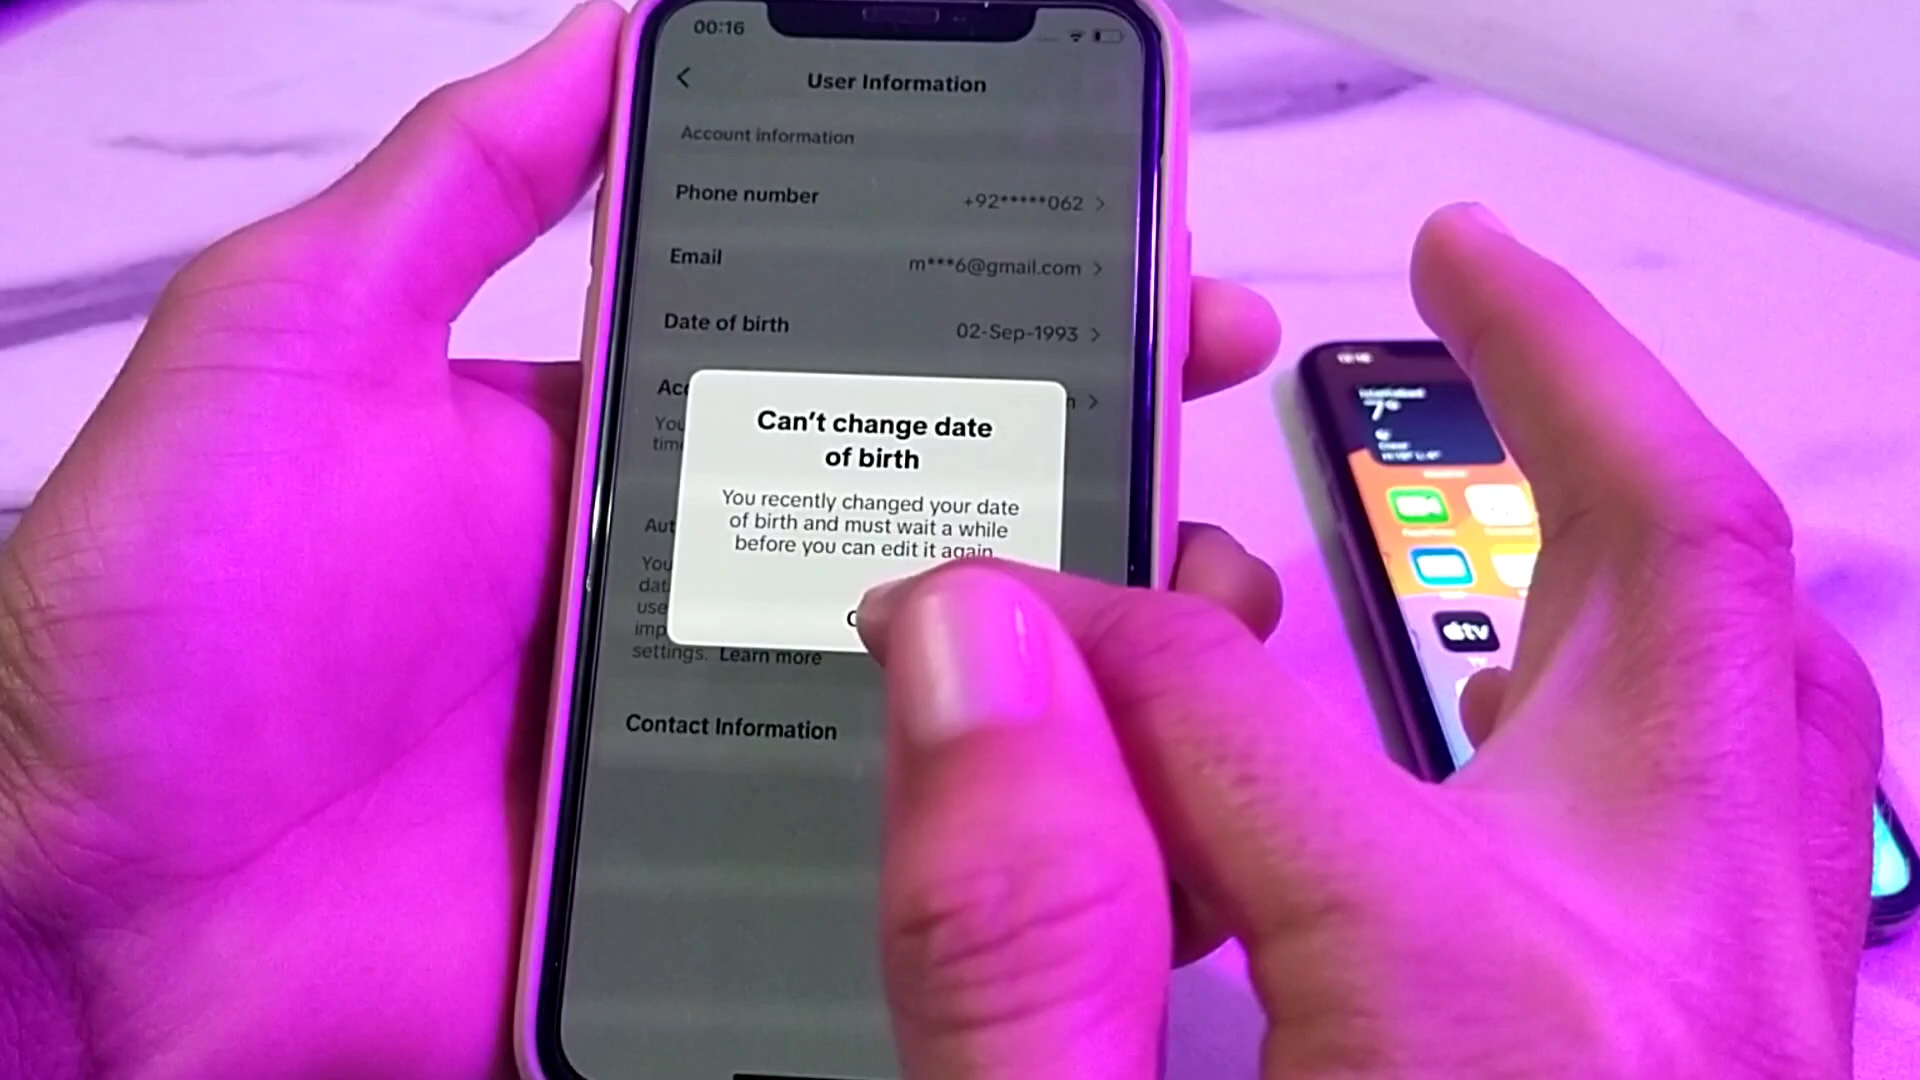 00:16
User Information
Account information
Phone number +92*****062
Email m***6@gmail.com
Date of birth 02-Sep-1993
Acc
You
tim
Can't change date
of birth
You recently changed your date
of birth and must wait a while
before you can edit it again.
Aut
You
dat
use
imp
settings. Learn more
Contact Information
tv